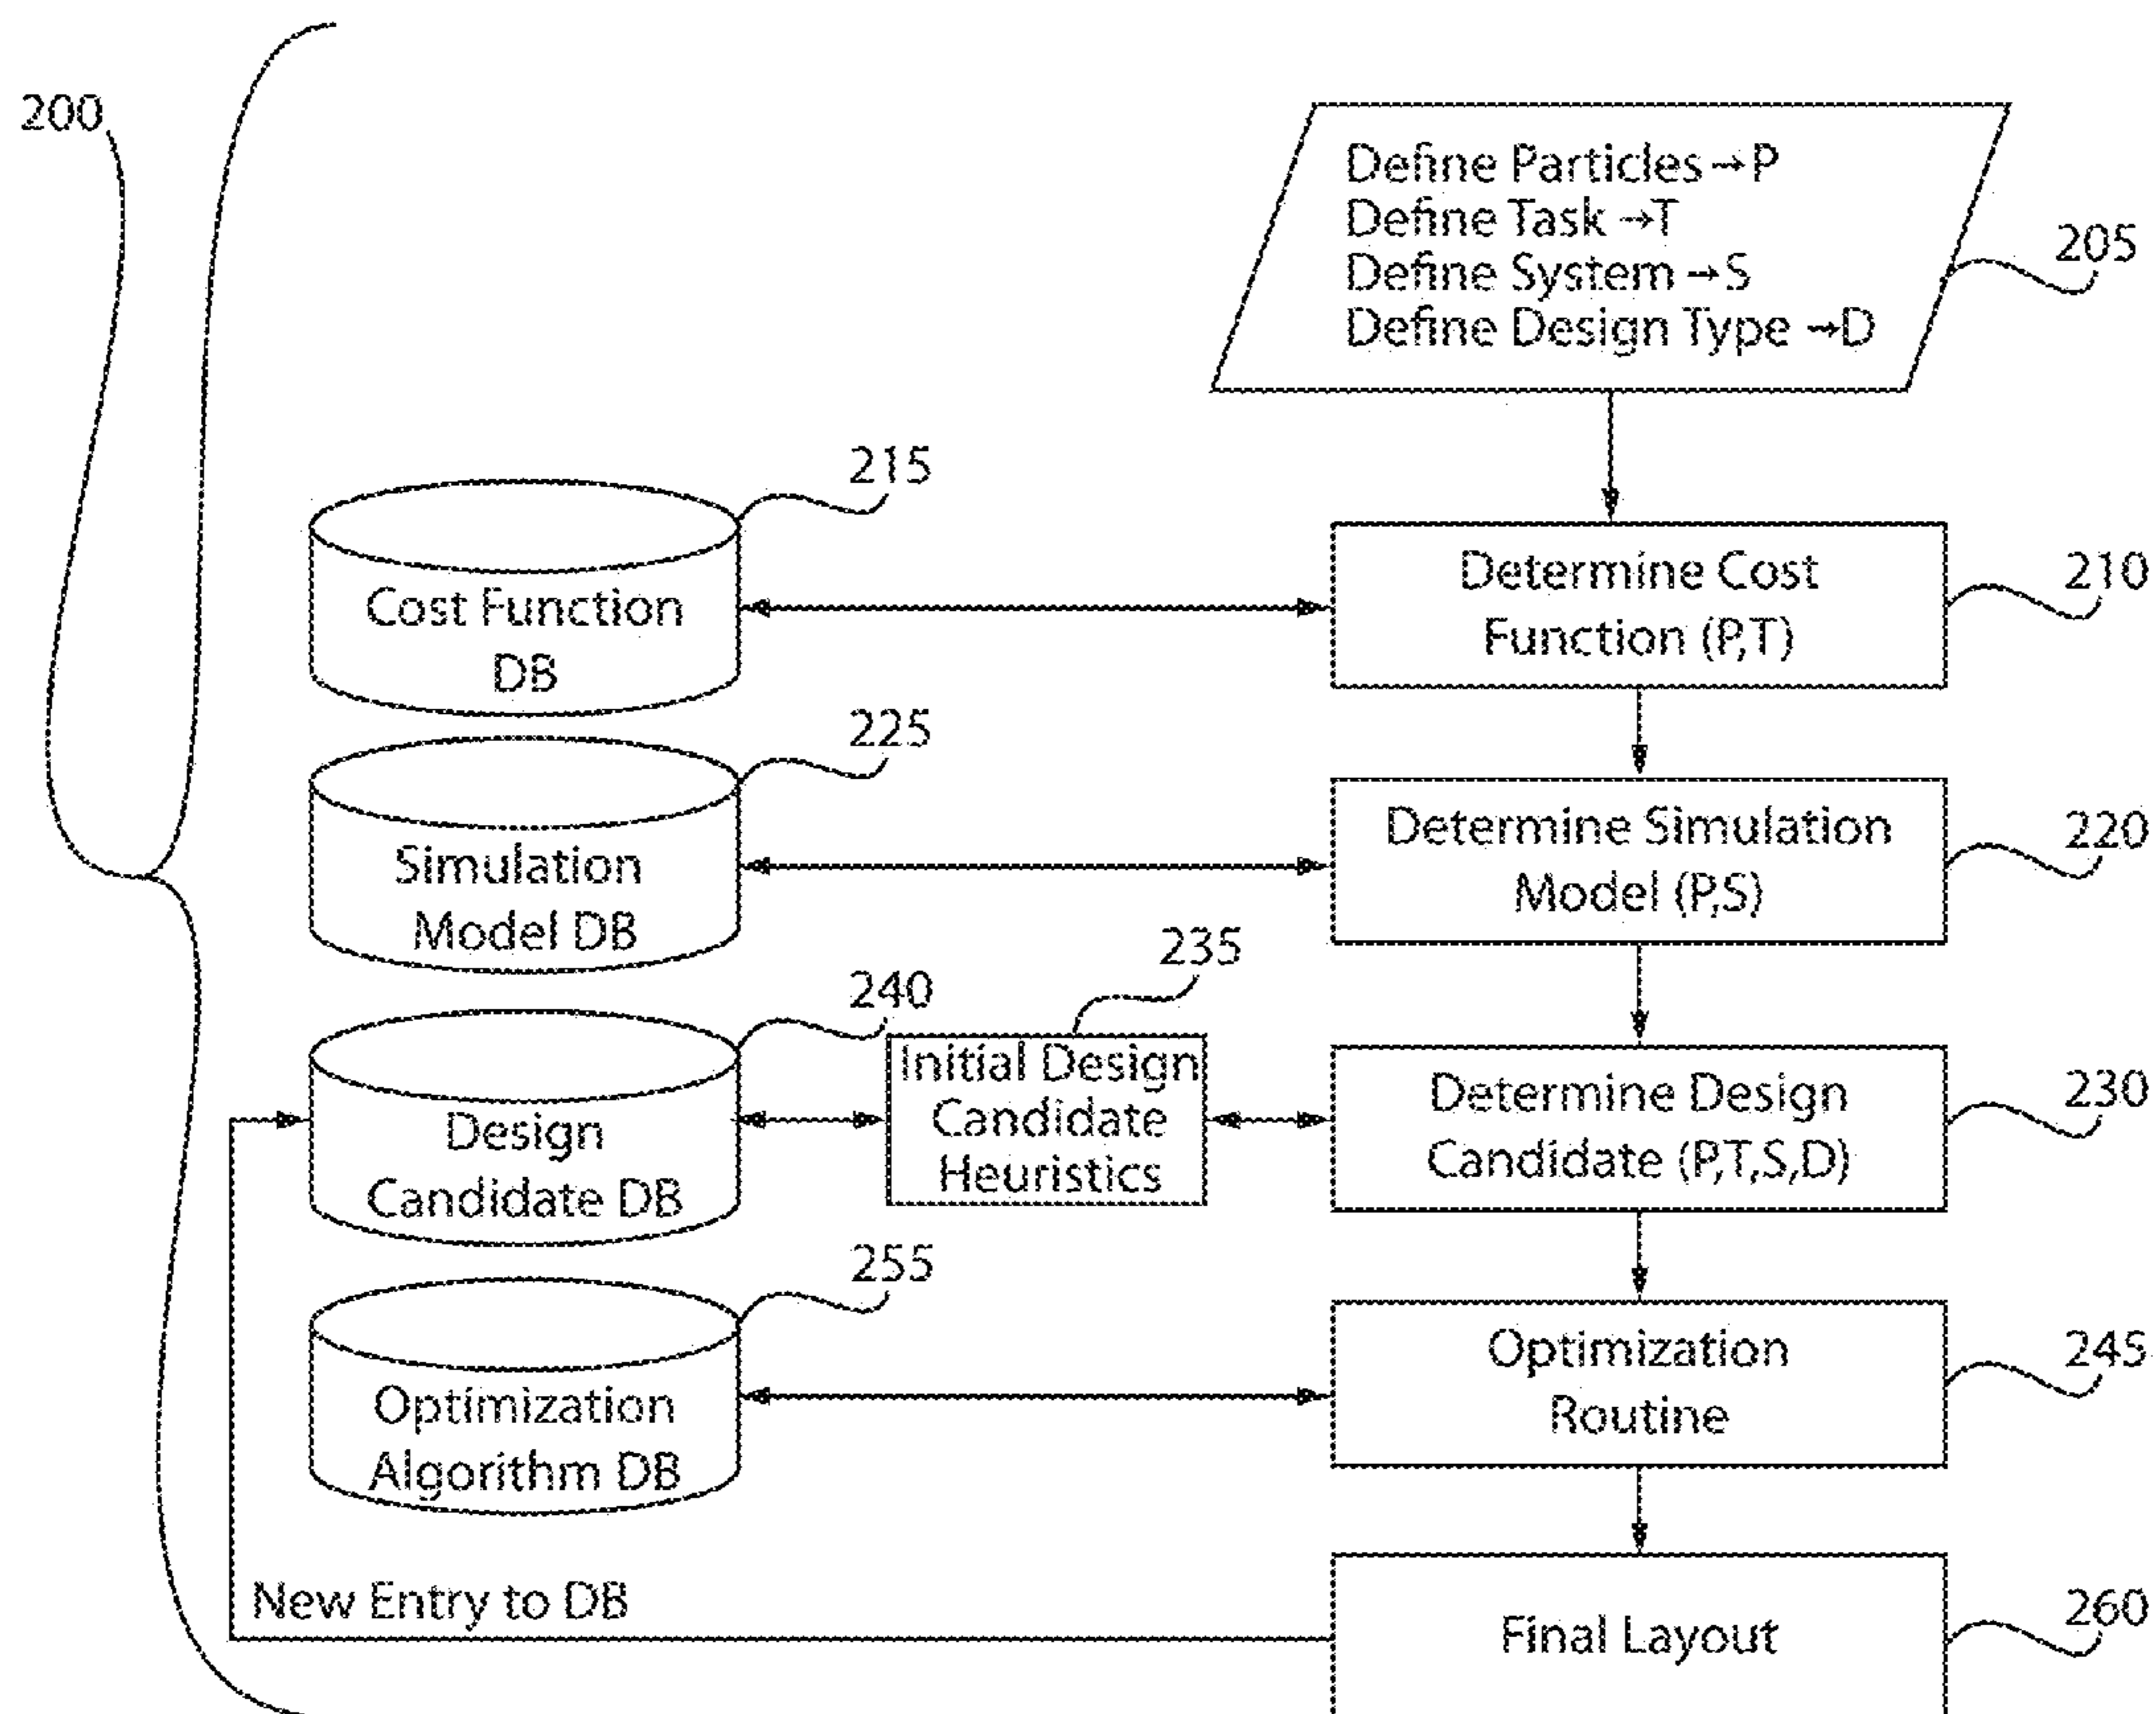 200
Define Particles→P
Define Task →T
Define System →S
Define Design Type →D
205
215
Cost Function
DB
Determine Cost
Function (P,T)
210
225
Simulation
Model DB
Determine Simulation
Model (P,S)
220
235
240
Design
Candidate DB
Initial Design
Candidate
Heuristics
Determine Design
Candidate (P,T,S,D)
230
255
Optimization
Algorithm DB
Optimization
Routine
245
New Entry to DB
Final Layout
260